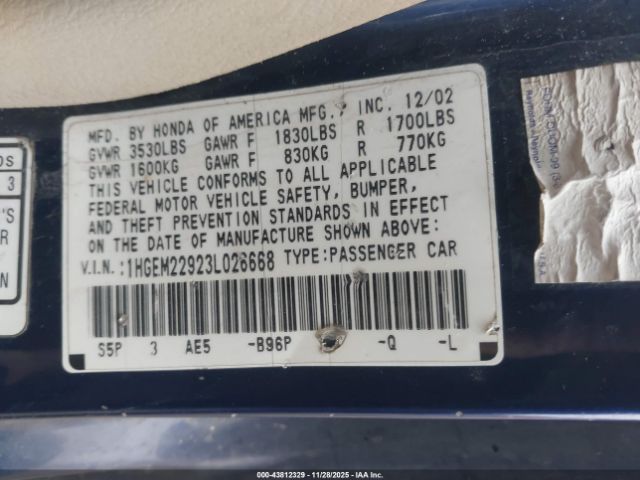 MFD. BY HONDA OF AMERICA MFG., INC. 12/02
GVWR 3530LBS GAWR F 1830LBS R 1700LBS
GVWR 1600KG GAWR F 830KG R 770KG
THIS VEHICLE CONFORMS TO ALL APPLICABLE
FEDERAL MOTOR VEHICLE SAFETY, BUMPER,
AND THEFT PREVENTION STANDARDS IN EFFECT
ON THE DATE OF MANUFACTURE SHOWN ABOVE:
V.I.N.: 1HGEM22923L026668 TYPE: PASSENGER CAR
S5P 3 AE5 -B96P -Q -L
DS
3
'S
R
000-43812329 | 11/28/2025 | IAA Inc.